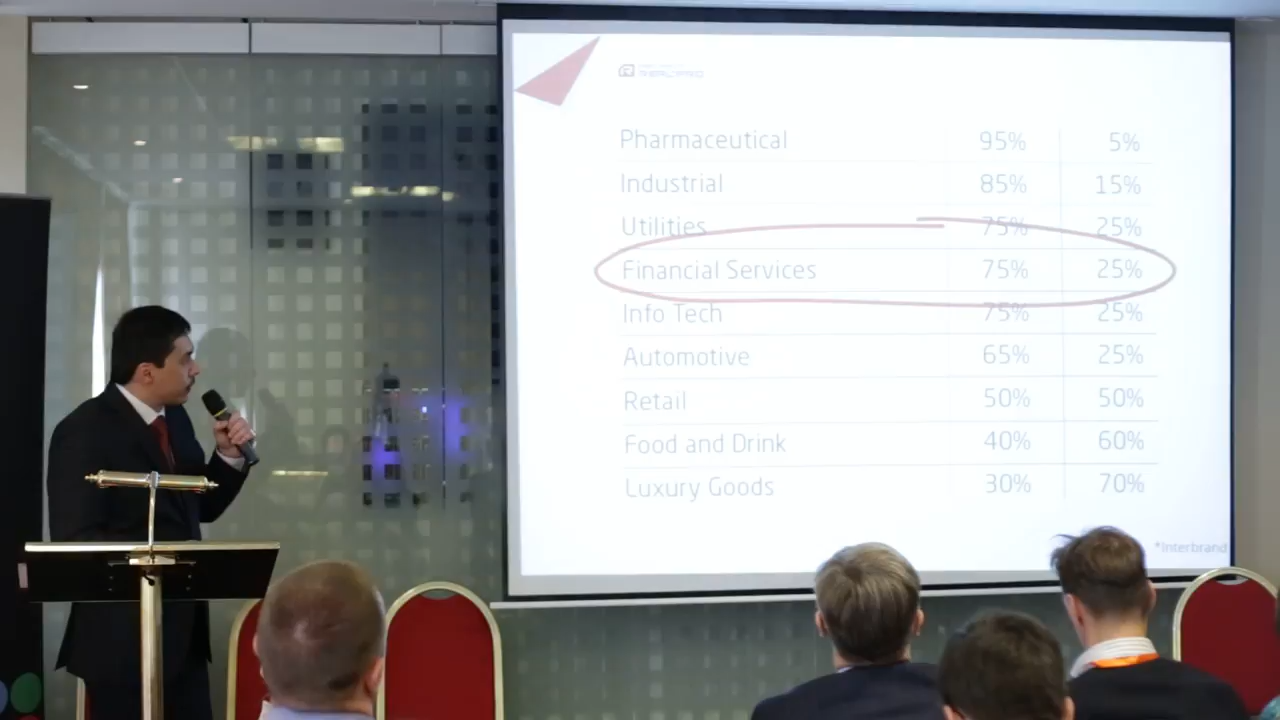 Pharmaceutical 95% 5%
Industrial 85% 15%
Utilities 75% 25%
Financial Services 75% 25%
Info Tech 75% 25%
Automotive 65% 25%
Retail 50% 50%
Food and Drink 40% 60%
Luxury Goods 30% 70%
*Interbrand